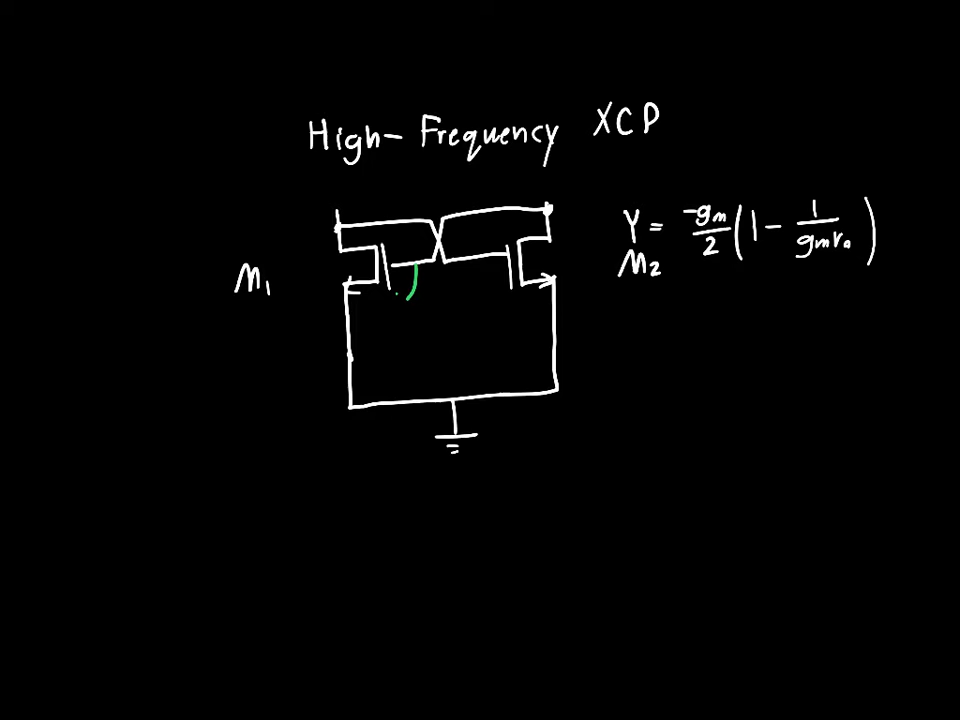 High-Frequency XCP
Y = -gm/2 (1 - 1/gmro)
M1
M2